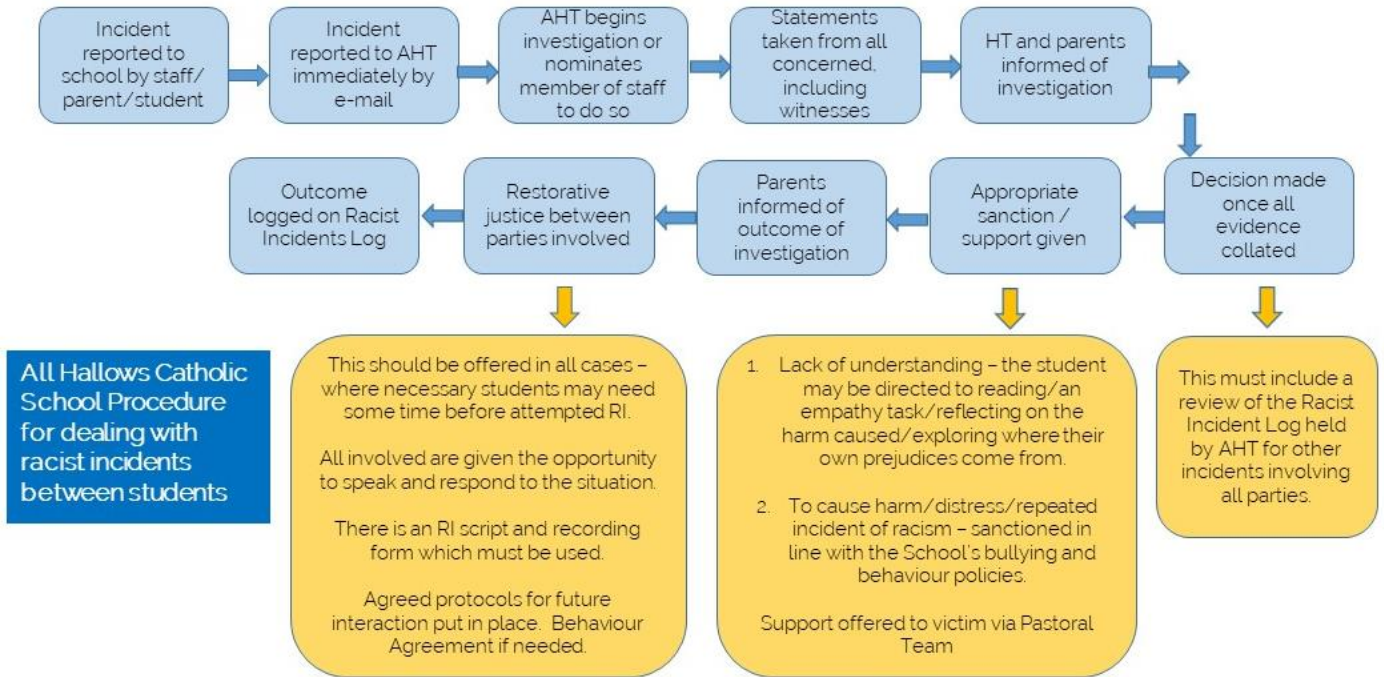 Incident
reported to
school by staff/
parent/student
Incident
reported to AHT
immediately by
e-mail
AHT begins
investigation or
nominates
member of staff
to do so
Statements
taken from all
concerned,
including
witnesses
HT and parents
informed of
investigation
Decision made
once all
evidence
collated
Appropriate
sanction /
support given
Parents
informed of
outcome of
investigation
Restorative
justice between
parties involved
Outcome
logged on Racist
Incidents Log
All Hallows Catholic
School Procedure
for dealing with
racist incidents
between students
This should be offered in all cases –
where necessary students may need
some time before attempted RI.
All involved are given the opportunity
to speak and respond to the situation.
There is an RI script and recording
form which must be used.
Agreed protocols for future
interaction put in place. Behaviour
Agreement if needed.
1. Lack of understanding – the student
may be directed to reading/an
empathy task/reflecting on the
harm caused/exploring where their
own prejudices come from.
2. To cause harm/distress/repeated
incident of racism – sanctioned in
line with the School's bullying and
behaviour policies.
Support offered to victim via Pastoral
Team
This must include a
review of the Racist
Incident Log held
by AHT for other
incidents involving
all parties.